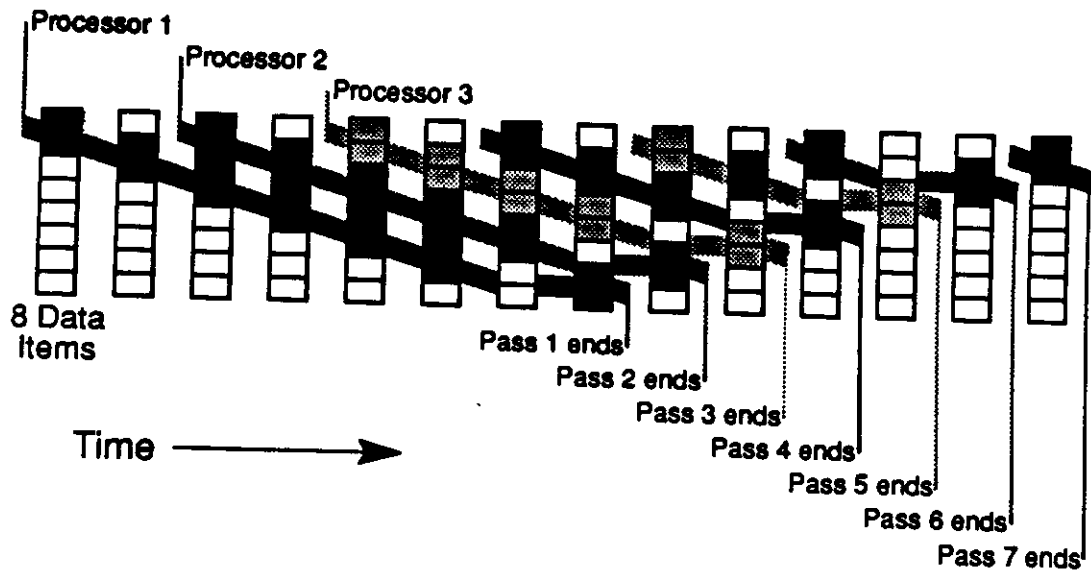 Processor 1
Processor 2
Processor 3
8 Data
Items
Pass 1 ends
Pass 2 ends
Pass 3 ends
Time
Pass 4 ends
Pass 5 ends
Pass 6 ends
Pass 7 ends